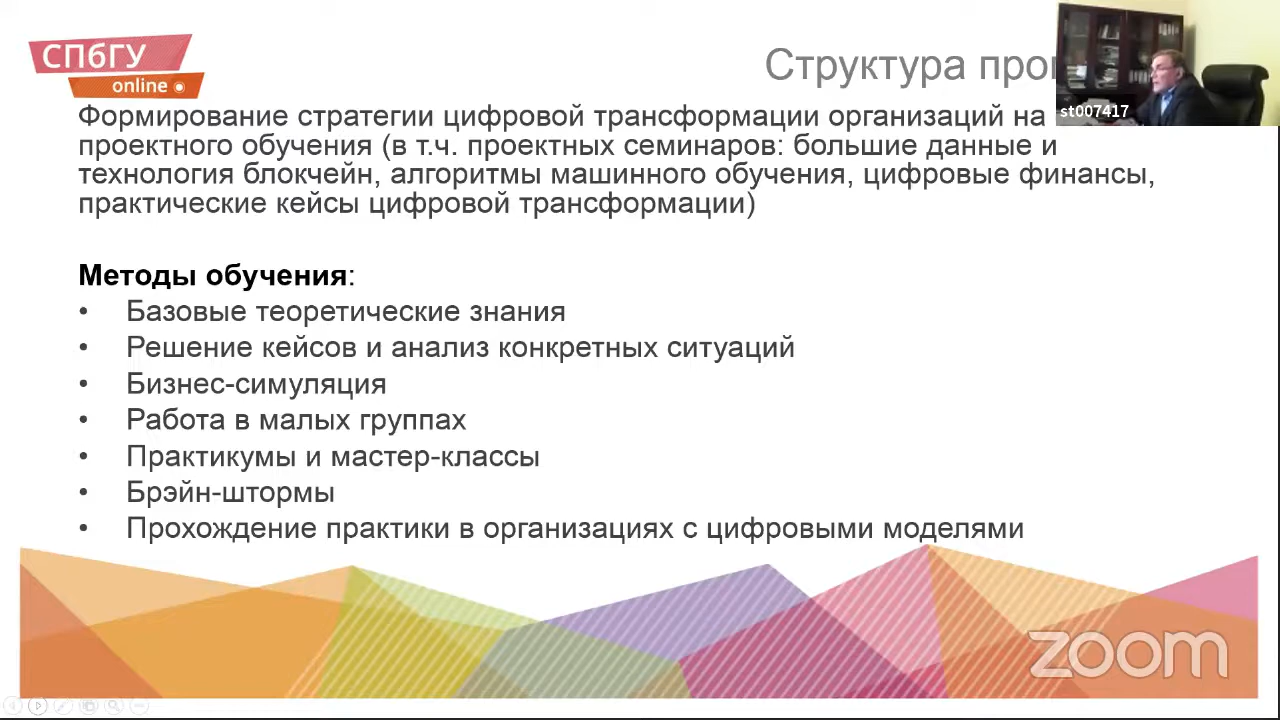 СПбГУ
online
Структура
st007417
Формирование стратегии цифровой трансформации организаций на
проектного обучения (в т.ч. проектных семинаров: большие данные и
технология блокчейн, алгоритмы машинного обучения, цифровые финансы,
практические кейсы цифровой трансформации)
Методы обучения:
• Базовые теоретические знания
• Решение кейсов и анализ конкретных ситуаций
• Бизнес-симуляция
• Работа в малых группах
• Практикумы и мастер-классы
• Брэйн-штормы
• Прохождение практики в организациях с цифровыми моделями
zoom